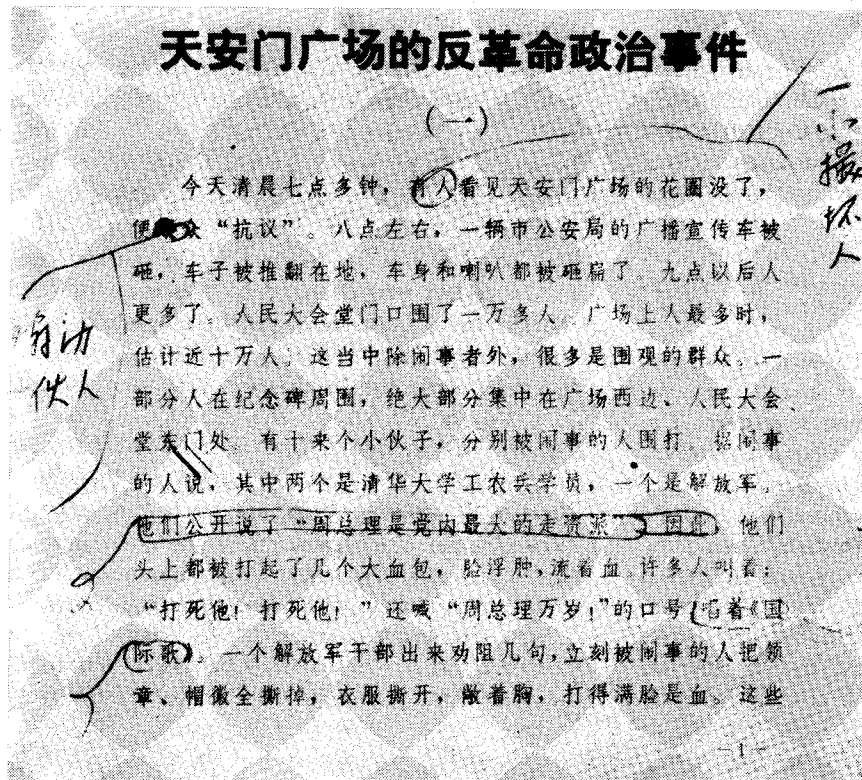 天安门广场的反革命政治事件
(一)
一小撮坏人
今天清晨七点多钟，有人看见天安门广场的花圈没了，
便众“抗议”。八点左右，一辆市公安局的广播宣传车被
砸，车子被推翻在地，车身和喇叭都被砸扁了。九点以后人
更多了。人民大会堂门口围了一万多人。广场上人最多时，
估计近十万人。这当中除闹事者外，很多是围观的群众。一
伙人
部分人在纪念碑周围，绝大部分集中在广场西边、人民大会
堂东门处。有十来个小伙子，分别被闹事的人围打。据闹事
的人说，其中两个是清华大学工农兵学员，一个是解放军。
他们公开说了“周总理是党内最大的走资派”，因此，他们
头上都被打起了几个大血包，脸浮肿，流着血。许多人叫着：
“打死他！打死他！”还喊“周总理万岁！”的口号，唱着《国
际歌》。一个解放军干部出来劝阻几句，立刻被闹事的人把领
章、帽徽全撕掉，衣服撕开，敞着胸，打得满脸是血。这些
—1—